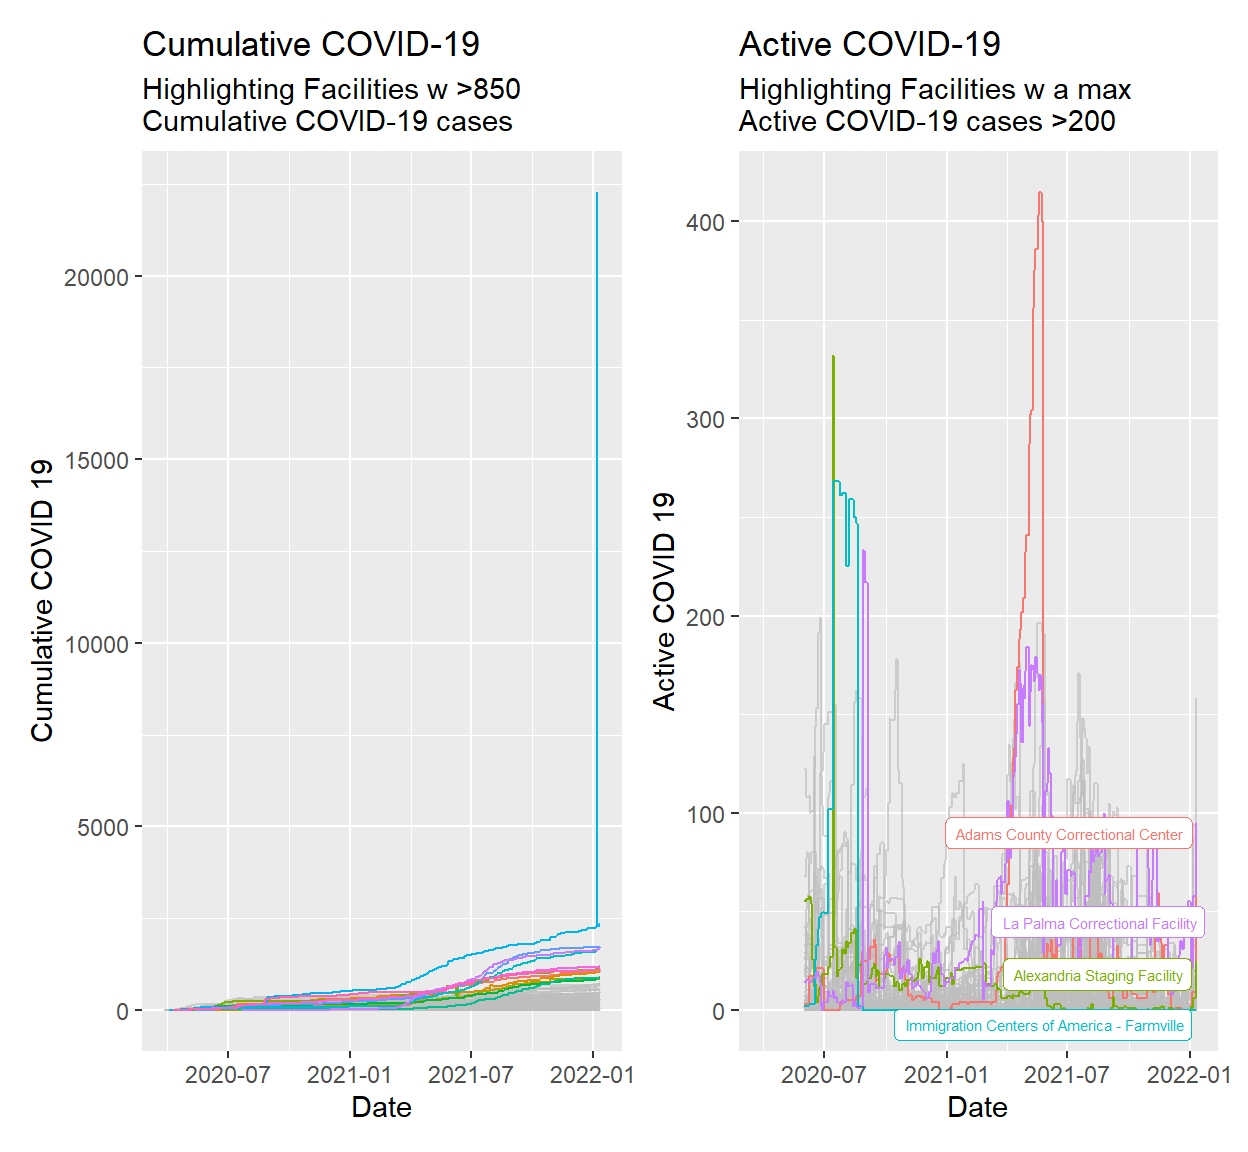 Cumulative COVID-19
Highlighting Facilities w >850
Cumulative COVID-19 cases
Cumulative COVID 19
20000
15000
10000
5000
0
2020-07
2021-01
2021-07
2022-01
Date
Active COVID-19
Highlighting Facilities w a max
Active COVID-19 cases >200
Active COVID 19
400
300
200
100
0
Adams County Correctional Center
La Palma Correctional Facility
Alexandria Staging Facility
Immigration Centers of America - Farmville
2020-07
2021-01
2021-07
2022-01
Date